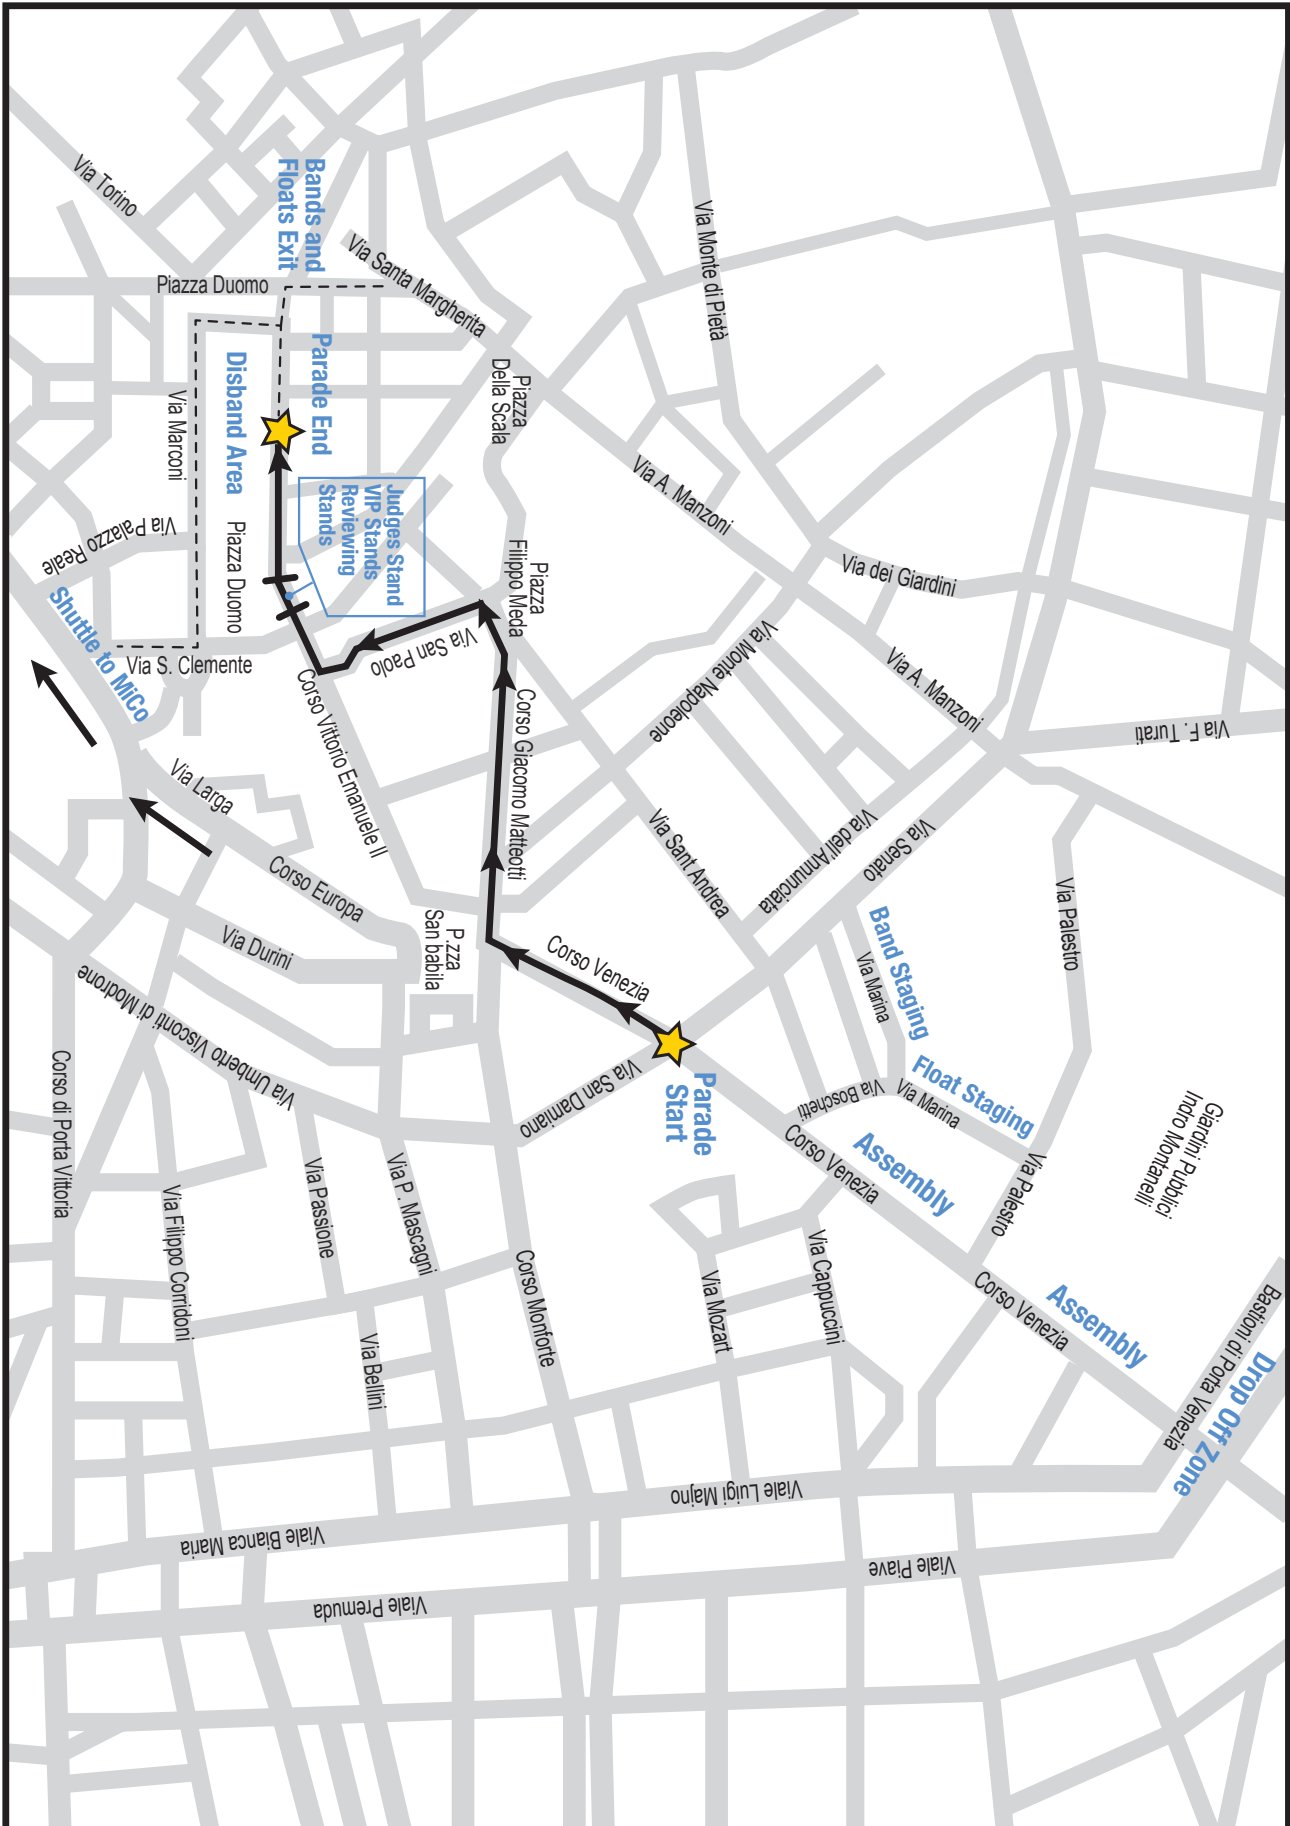 Via Torino
Bands and
Floats Exit
Piazza Duomo
Via Santa Margherita
Via Monte di Pietà
Parade End
Disband Area
Via Marconi
Piazza
Della Scala
Via A. Manzoni
Judges Stand
VIP Stands
Reviewing
Stands
Via Palazzo Reale
Piazza Duomo
Piazza
Filippo Meda
Via dei Giardini
Shuttle to MiCo
Via S. Clemente
Via San Paolo
Via Monte Napoleone
Via A. Manzoni
Via F. Turati
Corso Vittorio Emanuele II
Corso Giacomo Matteotti
Via Larga
Via Sant Andrea
Via dell'Annunciata
Via Senato
Corso Europa
Via Palestro
P.zza
San babila
Via Durini
Corso Venezia
Band Staging
Via Marina
Via Umberto Visconti di Modrone
Corso di Porta Vittoria
Via San Damiano
Parade
Start
Float Staging
Via Boschetti
Via Marina
Giardini Pubblici
Indro Montanelli
Corso Venezia
Assembly
Via Palestro
Via Filippo Corridoni
Via Passione
Via P. Mascagni
Corso Monforte
Via Mozart
Via Cappuccini
Corso Venezia
Assembly
Bastioni di Porta Venezia
Drop Off Zone
Via Bellini
Viale Luigi Majno
Viale Bianca Maria
Viale Piave
Viale Premuda